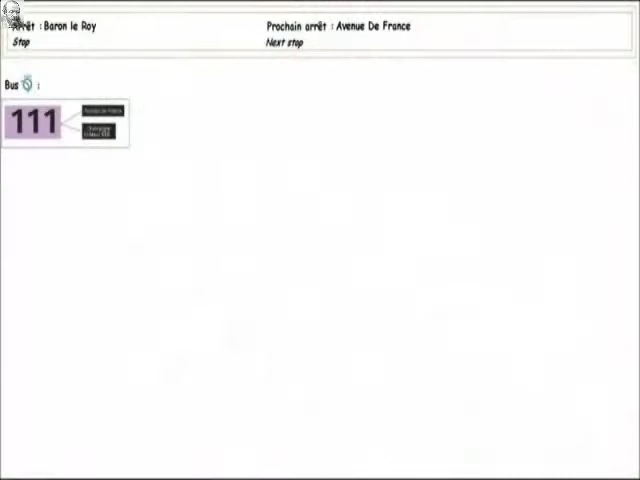 Arrêt : Baron le Roy
Stop
Prochain arrêt : Avenue De France
Next stop
Bus :
111